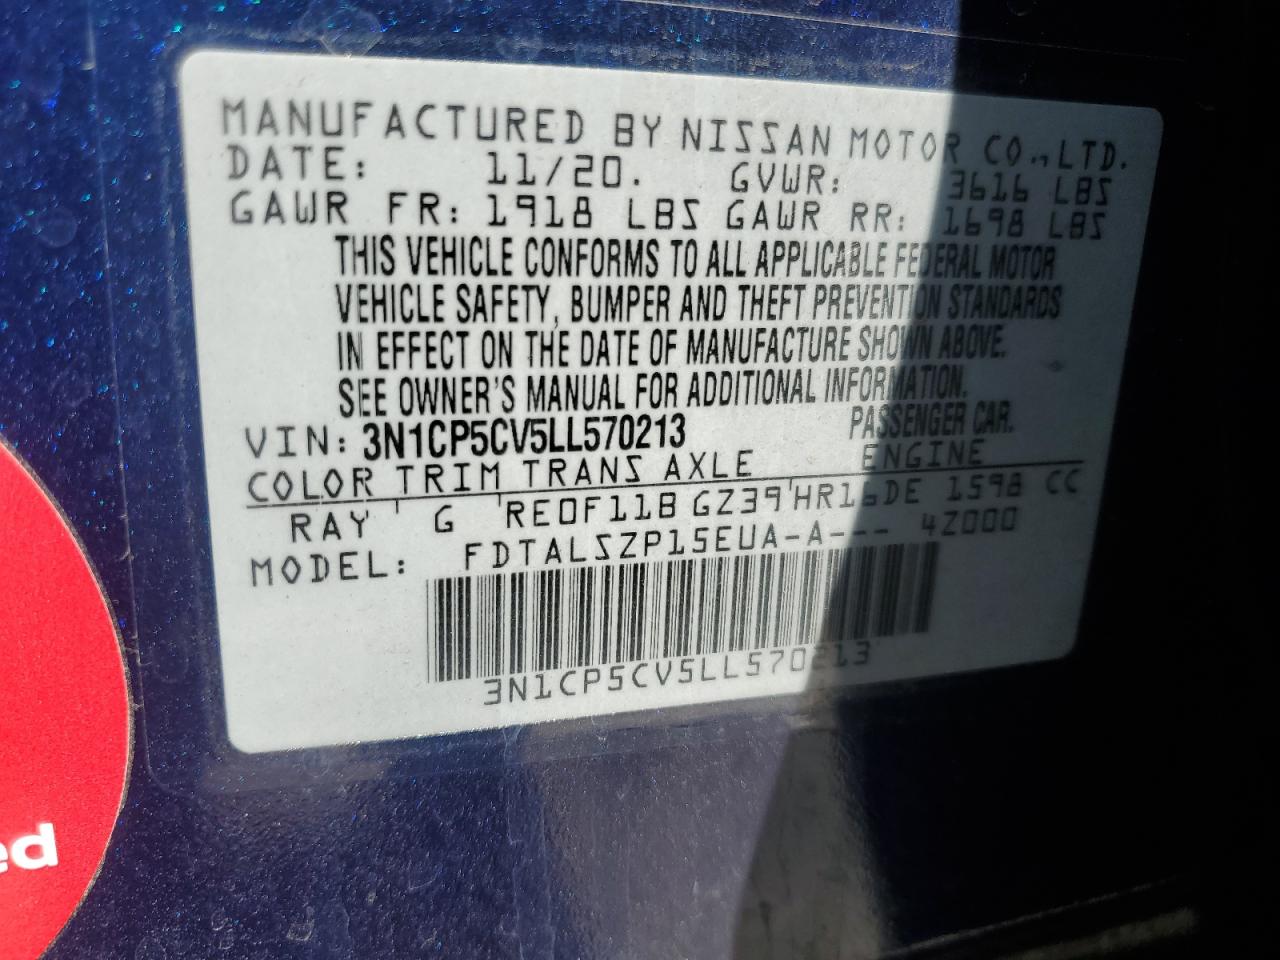 MANUFACTURED BY NISSAN MOTOR CO.,LTD.
DATE: 11/20. GVWR: 3616 LBS
GAWR FR: 1918 LBS GAWR RR: 1698 LBS
THIS VEHICLE CONFORMS TO ALL APPLICABLE FEDERAL MOTOR
VEHICLE SAFETY, BUMPER AND THEFT PREVENTION STANDARDS
IN EFFECT ON THE DATE OF MANUFACTURE SHOWN ABOVE.
SEE OWNER'S MANUAL FOR ADDITIONAL INFORMATION.
VIN: 3N1CP5CV5LL570213 PASSENGER CAR.
COLOR TRIM TRANS AXLE ENGINE
RAY G RE0F11B GZ39 HR16DE 1598 CC
MODEL: FDTALSZP15EUA-A--- 4Z000
3N1CP5CV5LL570213
ed